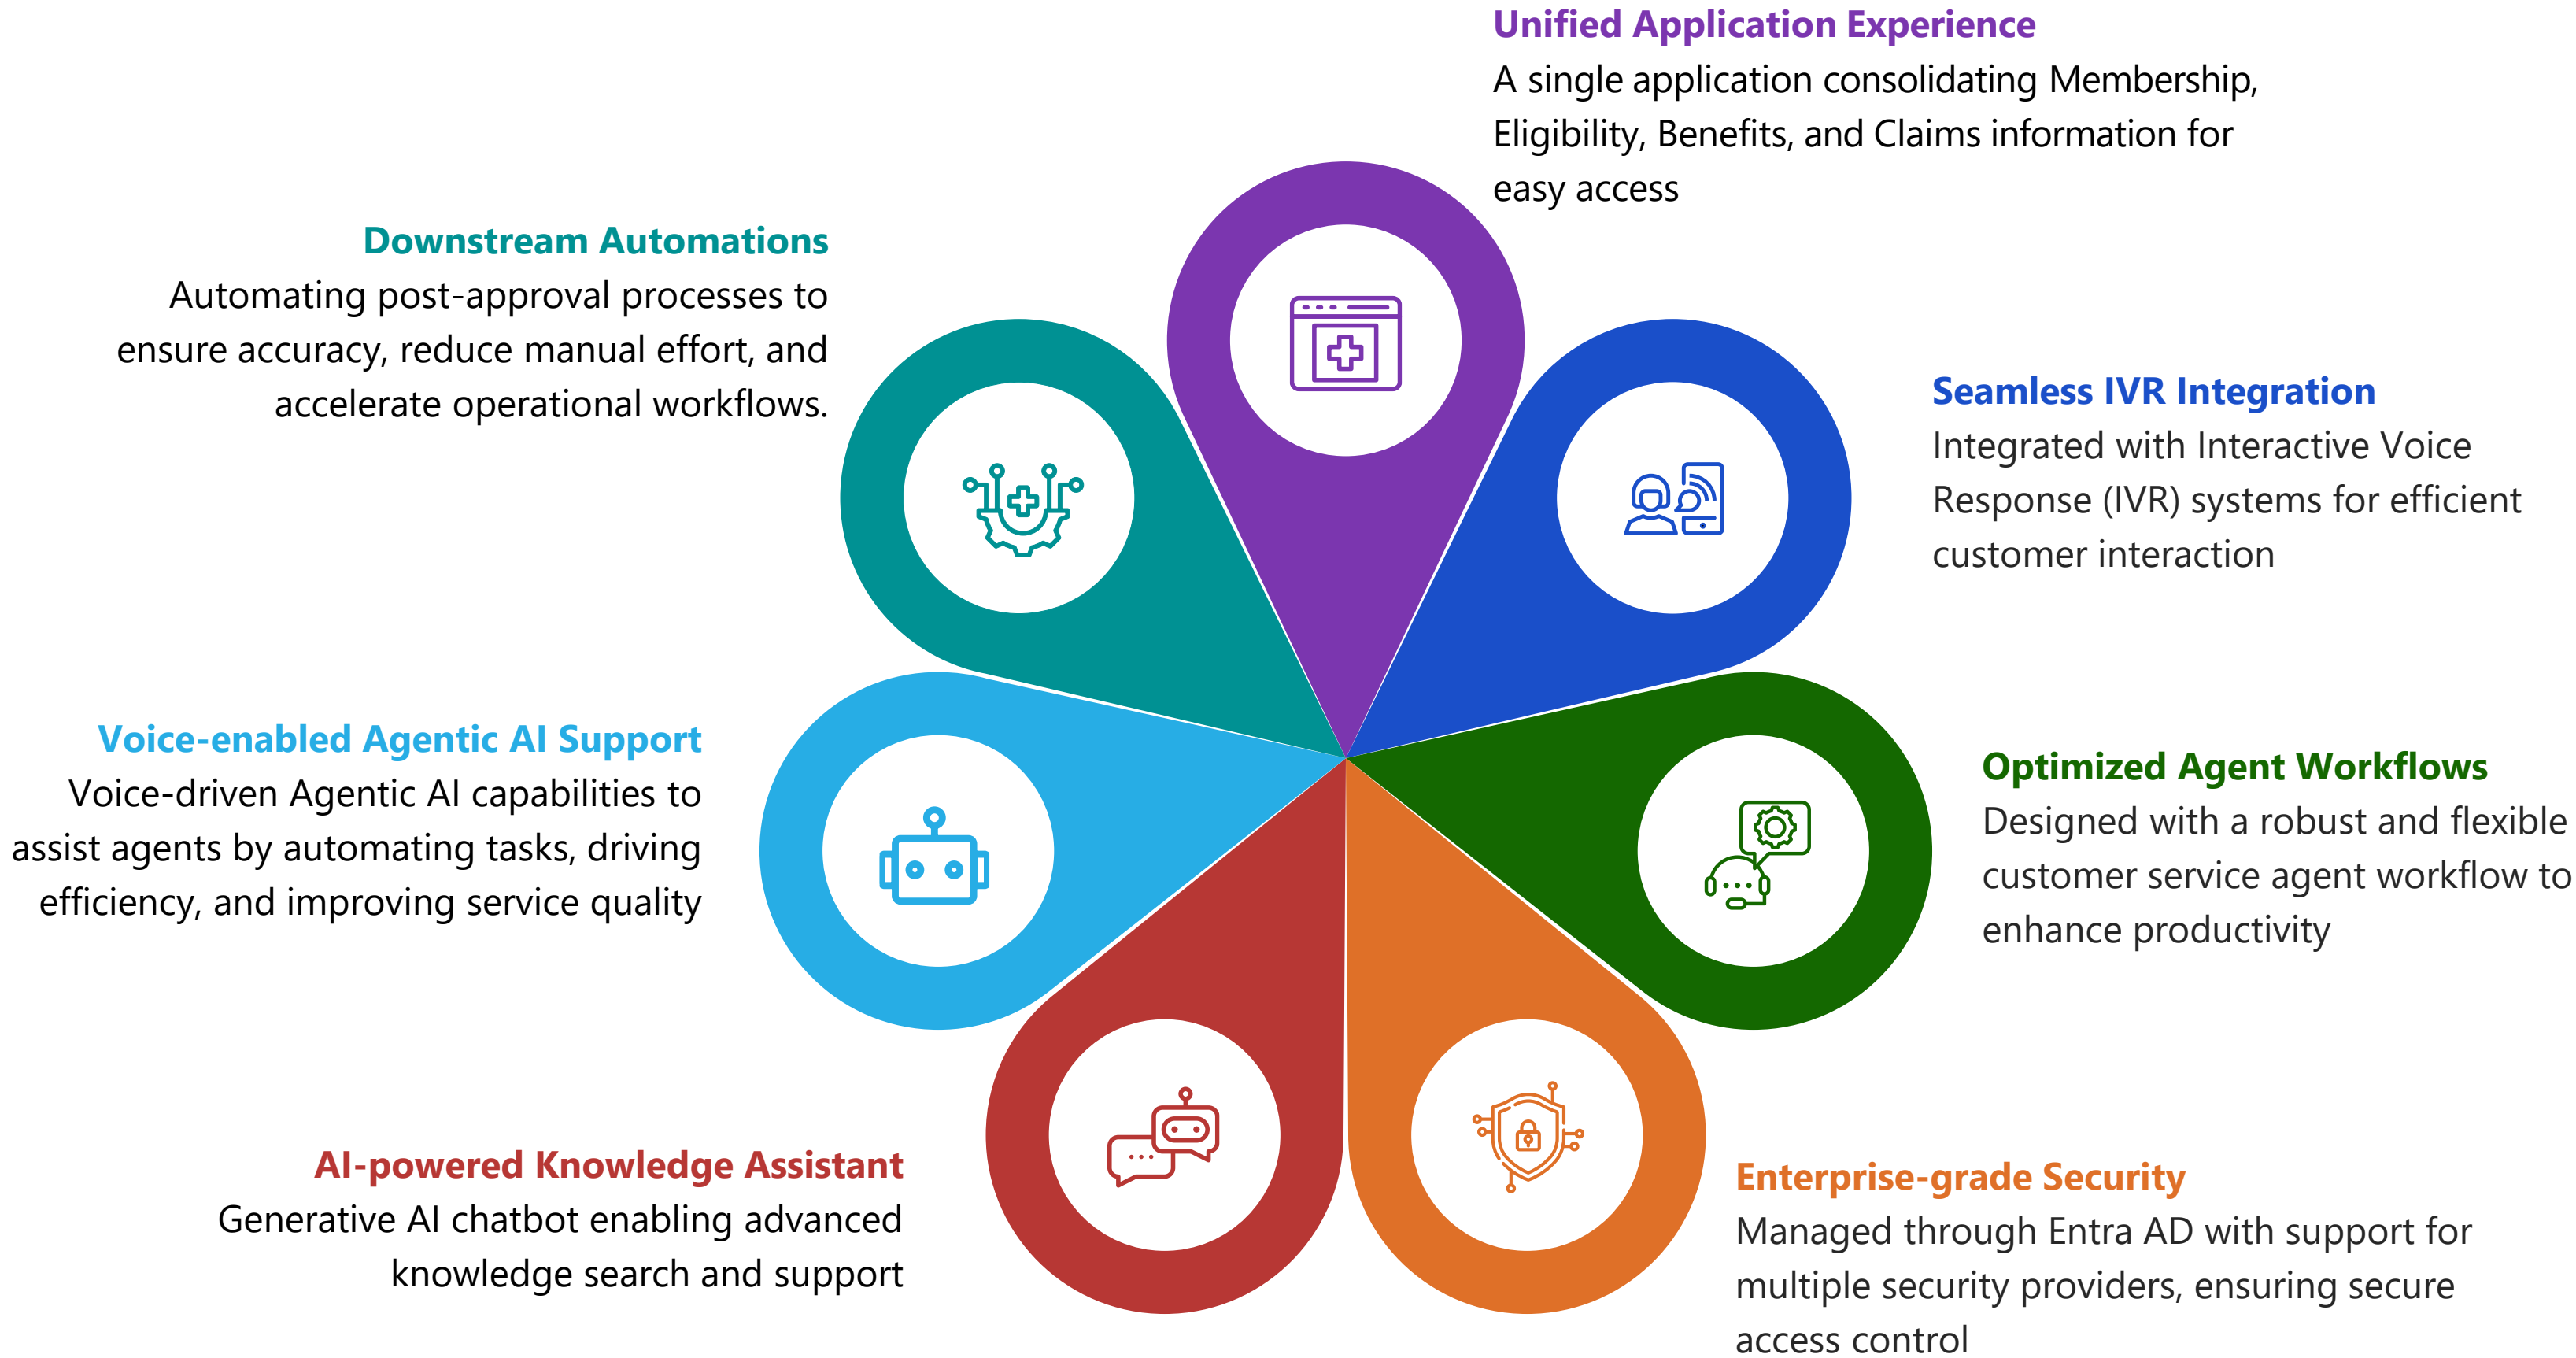 Unified Application Experience
A single application consolidating Membership,
Eligibility, Benefits, and Claims information for
easy access
Seamless IVR Integration
Integrated with Interactive Voice
Response (IVR) systems for efficient
customer interaction
Optimized Agent Workflows
Designed with a robust and flexible
customer service agent workflow to
enhance productivity
Enterprise-grade Security
Managed through Entra AD with support for
multiple security providers, ensuring secure
access control
AI-powered Knowledge Assistant
Generative AI chatbot enabling advanced
knowledge search and support
Voice-enabled Agentic AI Support
Voice-driven Agentic AI capabilities to
assist agents by automating tasks, driving
efficiency, and improving service quality
Downstream Automations
Automating post-approval processes to
ensure accuracy, reduce manual effort, and
accelerate operational workflows.